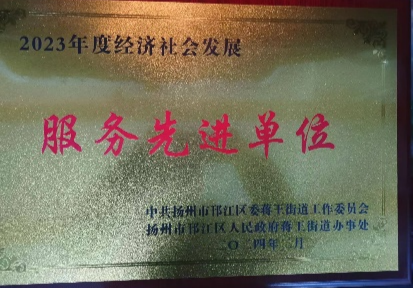 2023年度经济社会发展
服务先进单位
中共扬州市邗江区委蒋王街道工作委员会
扬州市邗江区人民政府蒋王街道办事处
二〇二四年二月